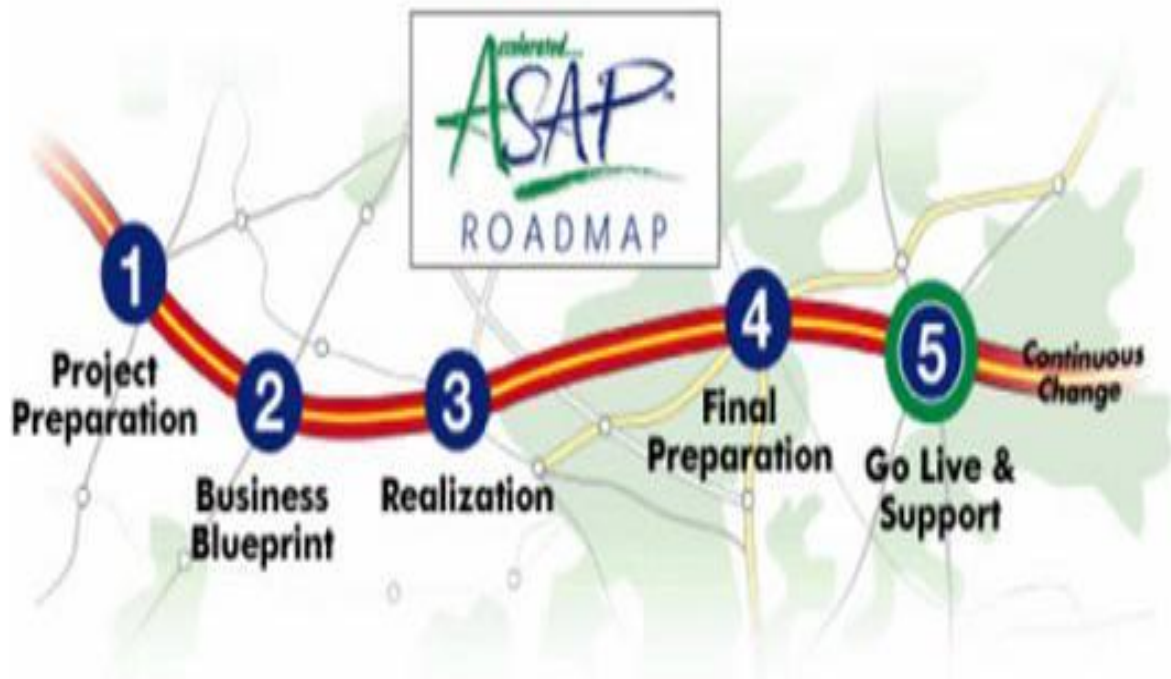 Accelerated...
ASAP
ROADMAP
1
Project
Preparation
2
Business
Blueprint
3
Realization
4
Final
Preparation
5
Go Live &
Support
Continuous
Change